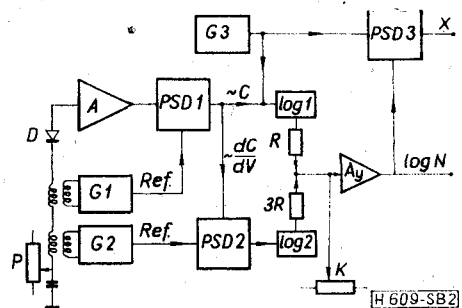 G3
PSD3
X
A
PSD1
~C
log1
D
R
~dC/dV
Ay
log N
G1
Ref.
3R
G2
Ref.
PSD2
log2
P
K
H 609-SB2